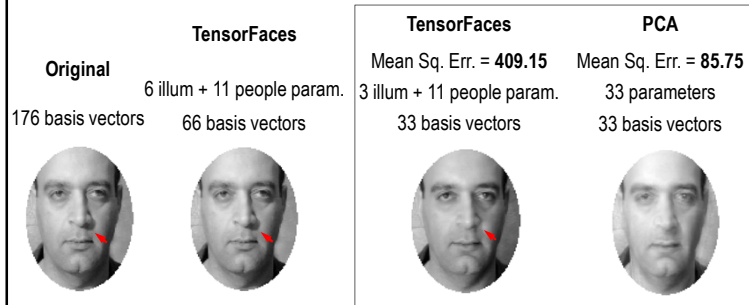 Original
176 basis vectors
TensorFaces
6 illum + 11 people param.
66 basis vectors
TensorFaces
Mean Sq. Err. = 409.15
3 illum + 11 people param.
33 basis vectors
PCA
Mean Sq. Err. = 85.75
33 parameters
33 basis vectors